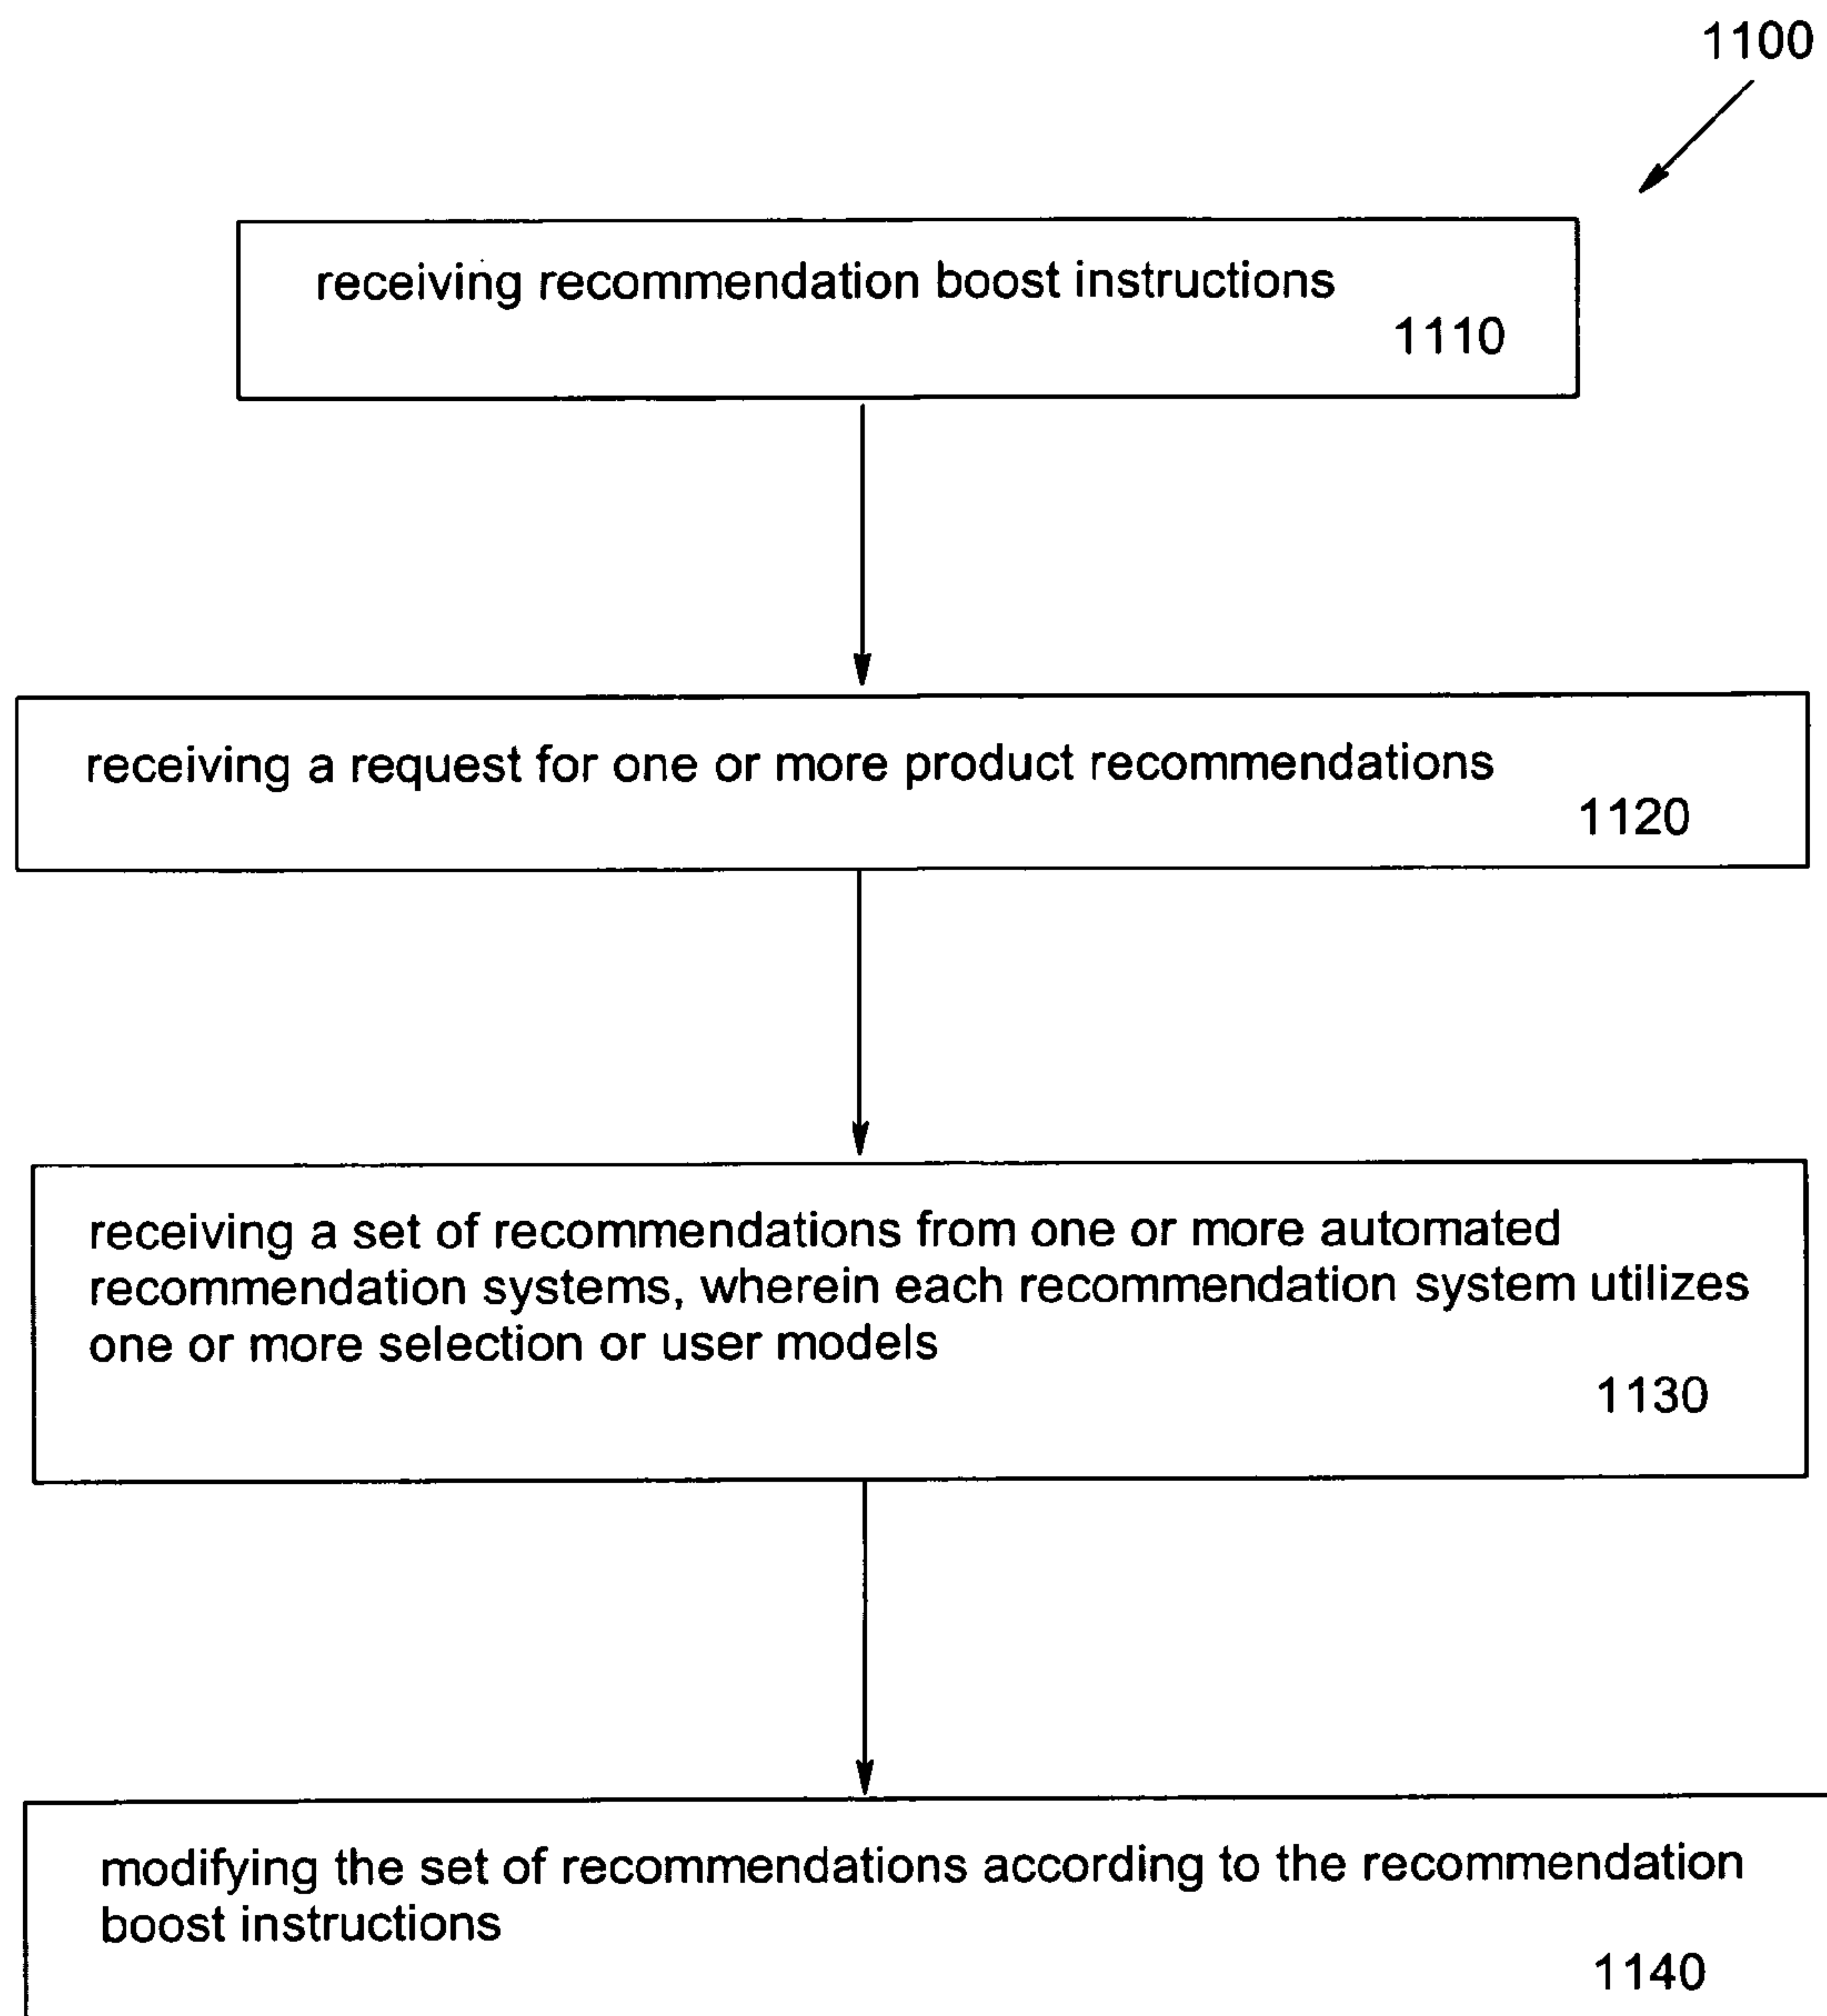 1100
receiving recommendation boost instructions
1110
receiving a request for one or more product recommendations
1120
receiving a set of recommendations from one or more automated
recommendation systems, wherein each recommendation system utilizes
one or more selection or user models
1130
modifying the set of recommendations according to the recommendation
boost instructions
1140